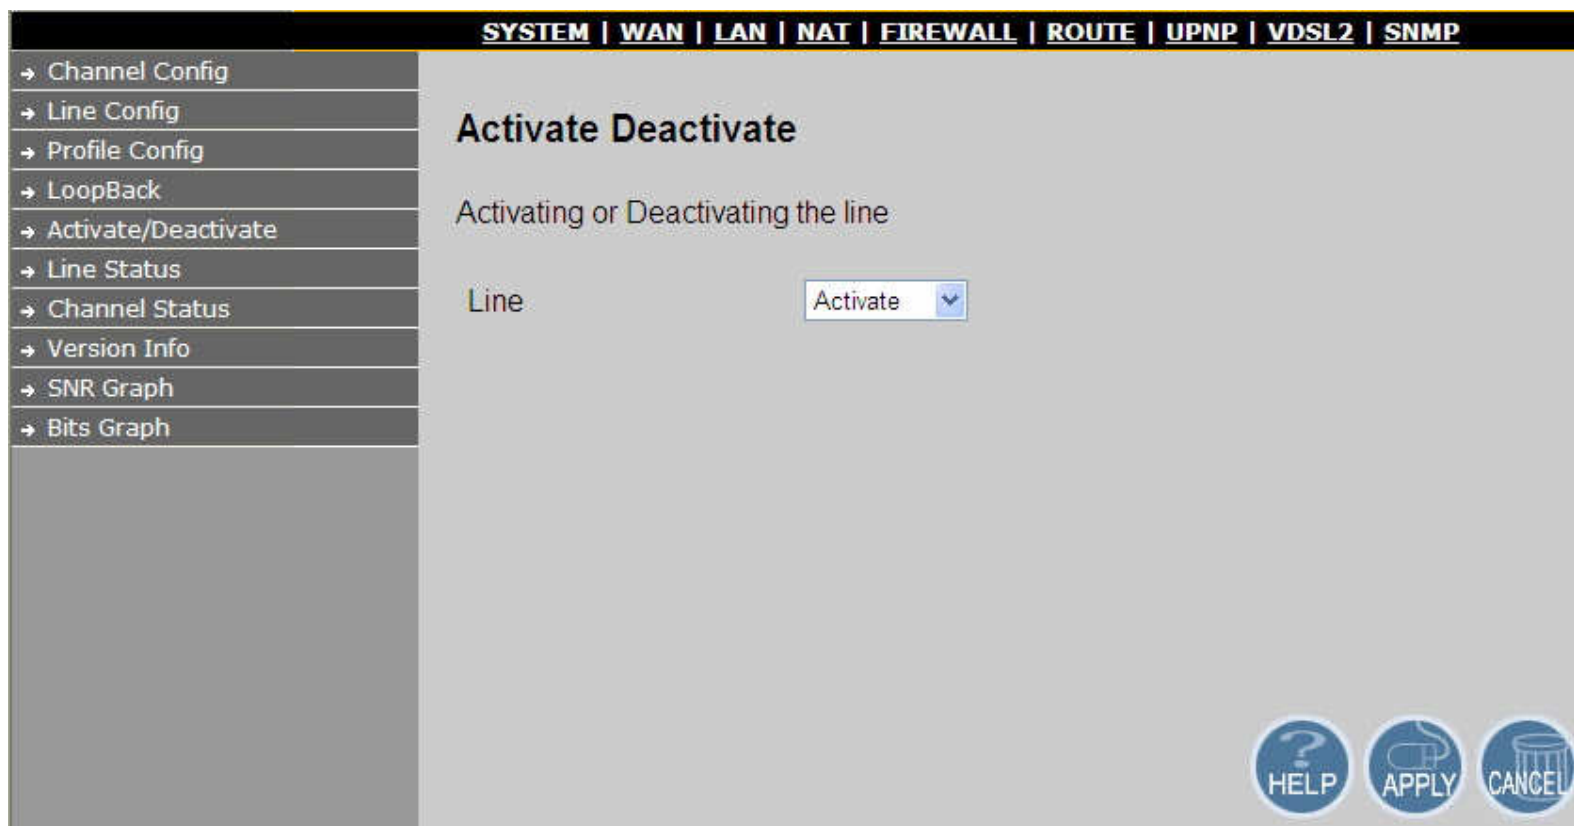 SYSTEM | WAN | LAN | NAT | FIREWALL | ROUTE | UPNP | VDSL2 | SNMP
Channel Config
Line Config
Profile Config
LoopBack
Activate/Deactivate
Line Status
Channel Status
Version Info
SNR Graph
Bits Graph
Activate Deactivate
Activating or Deactivating the line
Line Activate
HELP APPLY CANCEL